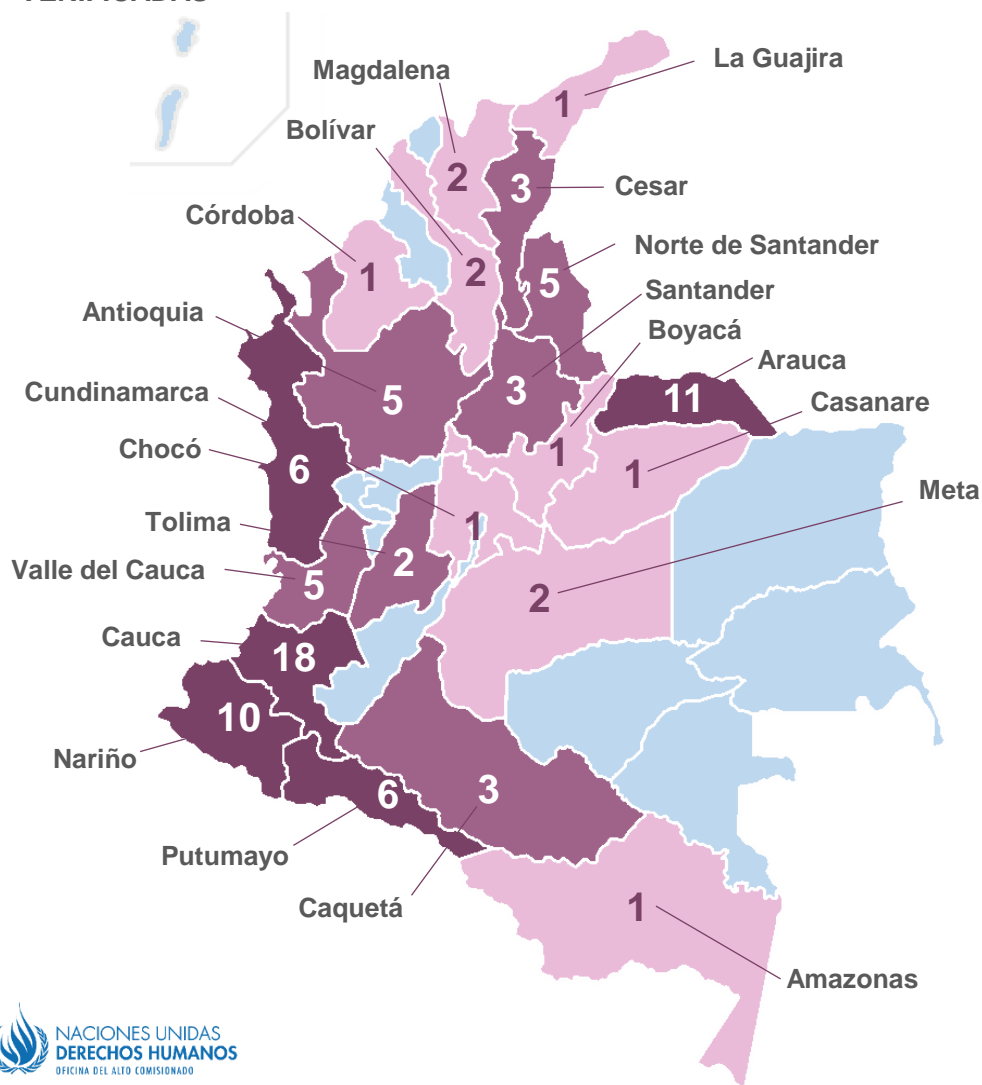 La Guajira
Magdalena
1
Bolívar
2
3
Cesar
Córdoba
Norte de Santander
1
2
5
Santander
Antioquia
Boyacá
Arauca
Cundinamarca
5
3
11
Casanare
Chocó
6
1
1
Meta
Tolima
1
2
Valle del Cauca
5
2
Cauca
18
10
Nariño
6
3
Putumayo
Caquetá
1
Amazonas
NACIONES UNIDAS
DERECHOS HUMANOS
OFICINA DEL ALTO COMISIONADO